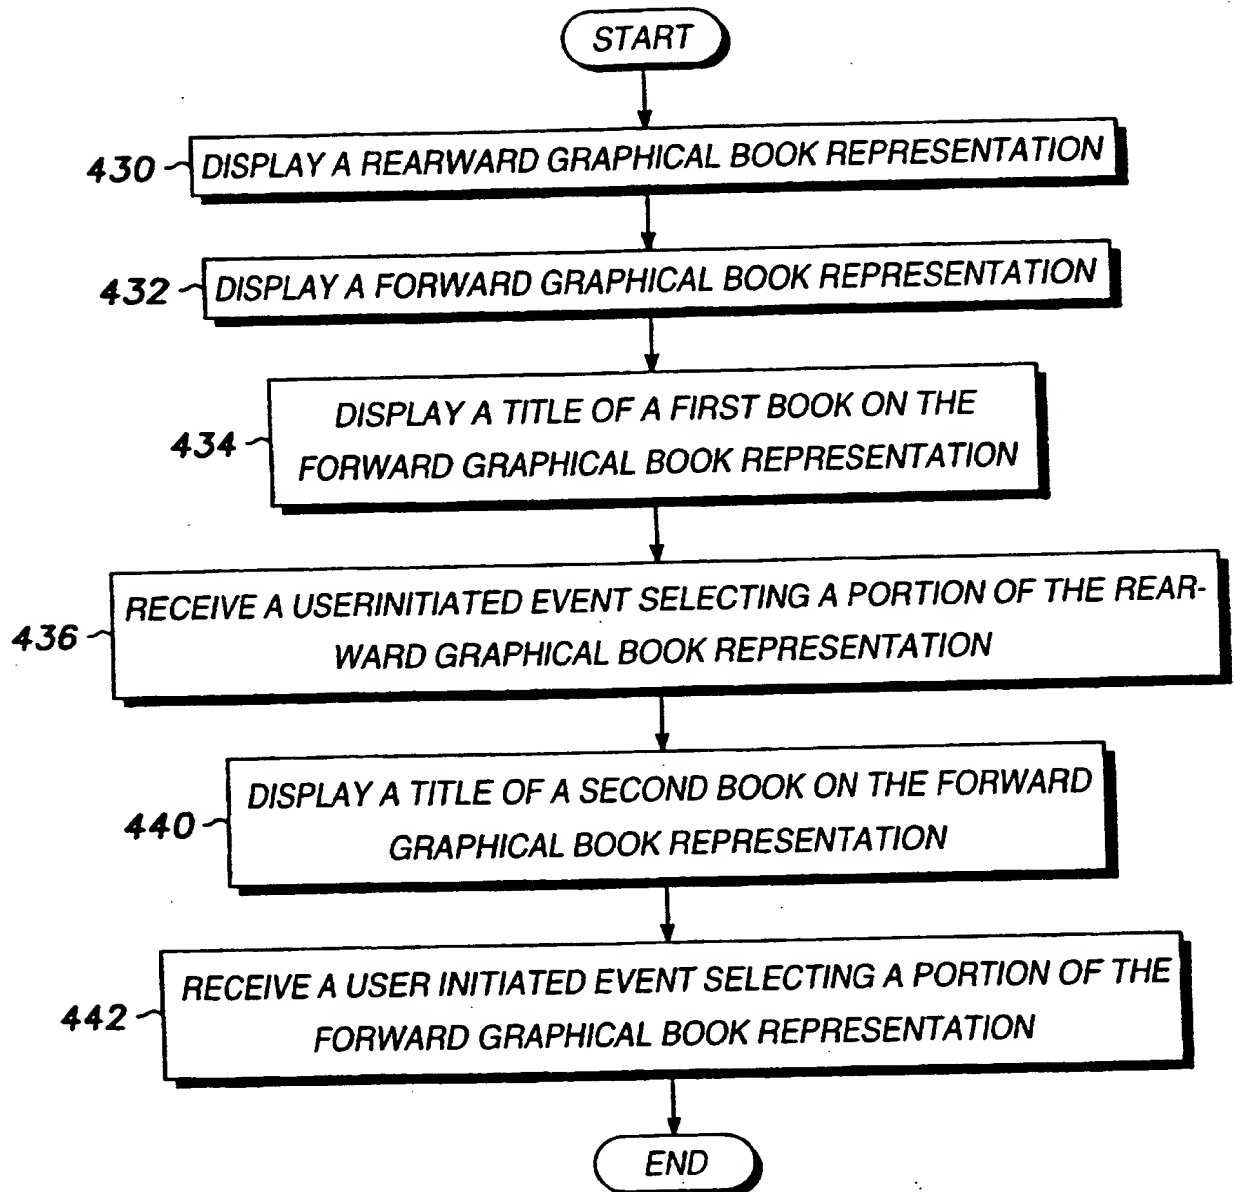 START
430 DISPLAY A REARWARD GRAPHICAL BOOK REPRESENTATION
432 DISPLAY A FORWARD GRAPHICAL BOOK REPRESENTATION
DISPLAY A TITLE OF A FIRST BOOK ON THE
434 FORWARD GRAPHICAL BOOK REPRESENTATION
RECEIVE A USERINITIATED EVENT SELECTING A PORTION OF THE REAR-
436 WARD GRAPHICAL BOOK REPRESENTATION
DISPLAY A TITLE OF A SECOND BOOK ON THE FORWARD
440 GRAPHICAL BOOK REPRESENTATION
RECEIVE A USER INITIATED EVENT SELECTING A PORTION OF THE
442 FORWARD GRAPHICAL BOOK REPRESENTATION
END